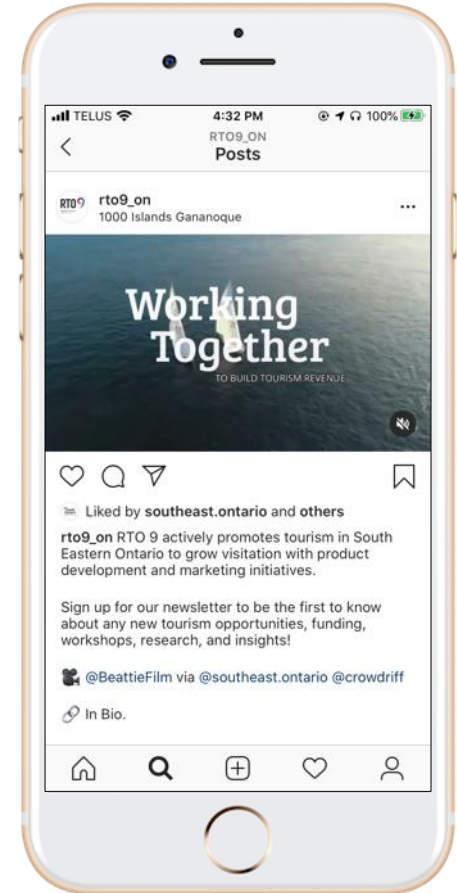 TELUS 4:32 PM 100%
RTO9_ON
Posts
RTO9 rto9_on
1000 Islands Gananoque
Working
Together
TO BUILD TOURISM REVENUE
Liked by southeast.ontario and others
rto9_on RTO 9 actively promotes tourism in South
Eastern Ontario to grow visitation with product
development and marketing initiatives.
Sign up for our newsletter to be the first to know
about any new tourism opportunities, funding,
workshops, research, and insights!
@BeattieFilm via @southeast.ontario @crowdriff
In Bio.